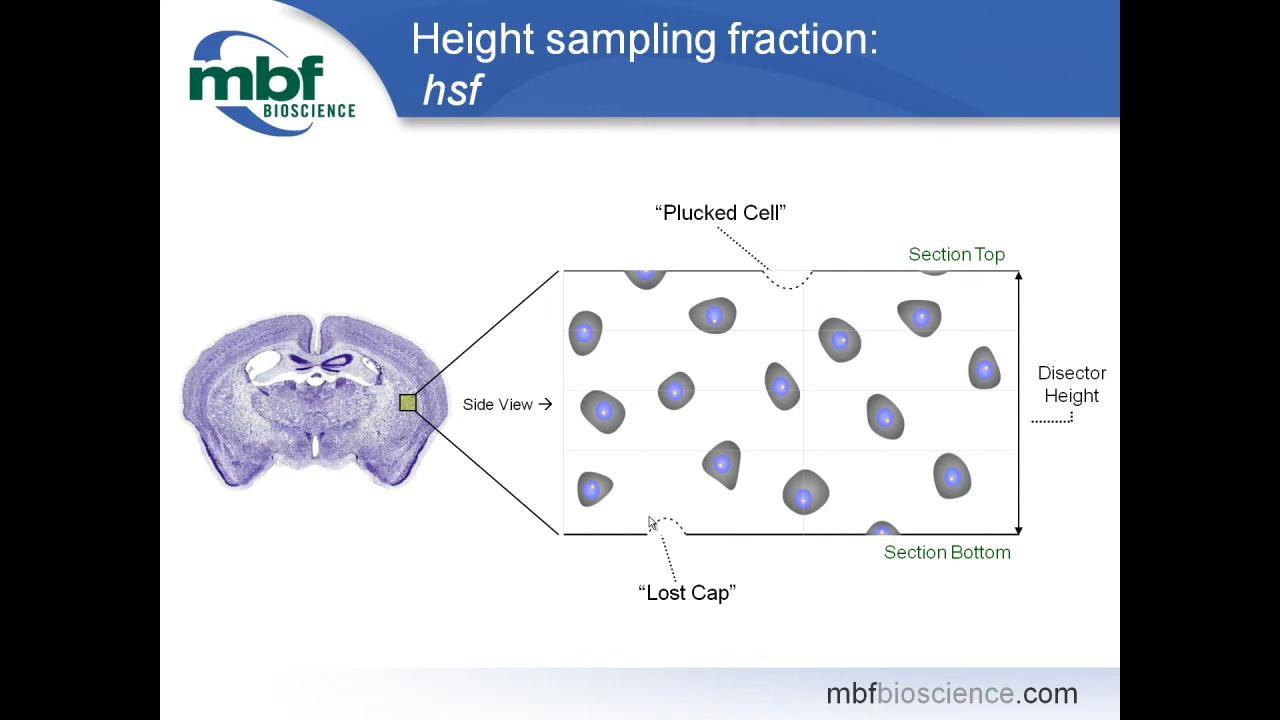 Height sampling fraction:
hsf
mbf
BIOSCIENCE
“Plucked Cell”
Section Top
Disector
Height
Side View →
Section Bottom
“Lost Cap”
mbfbioscience.com